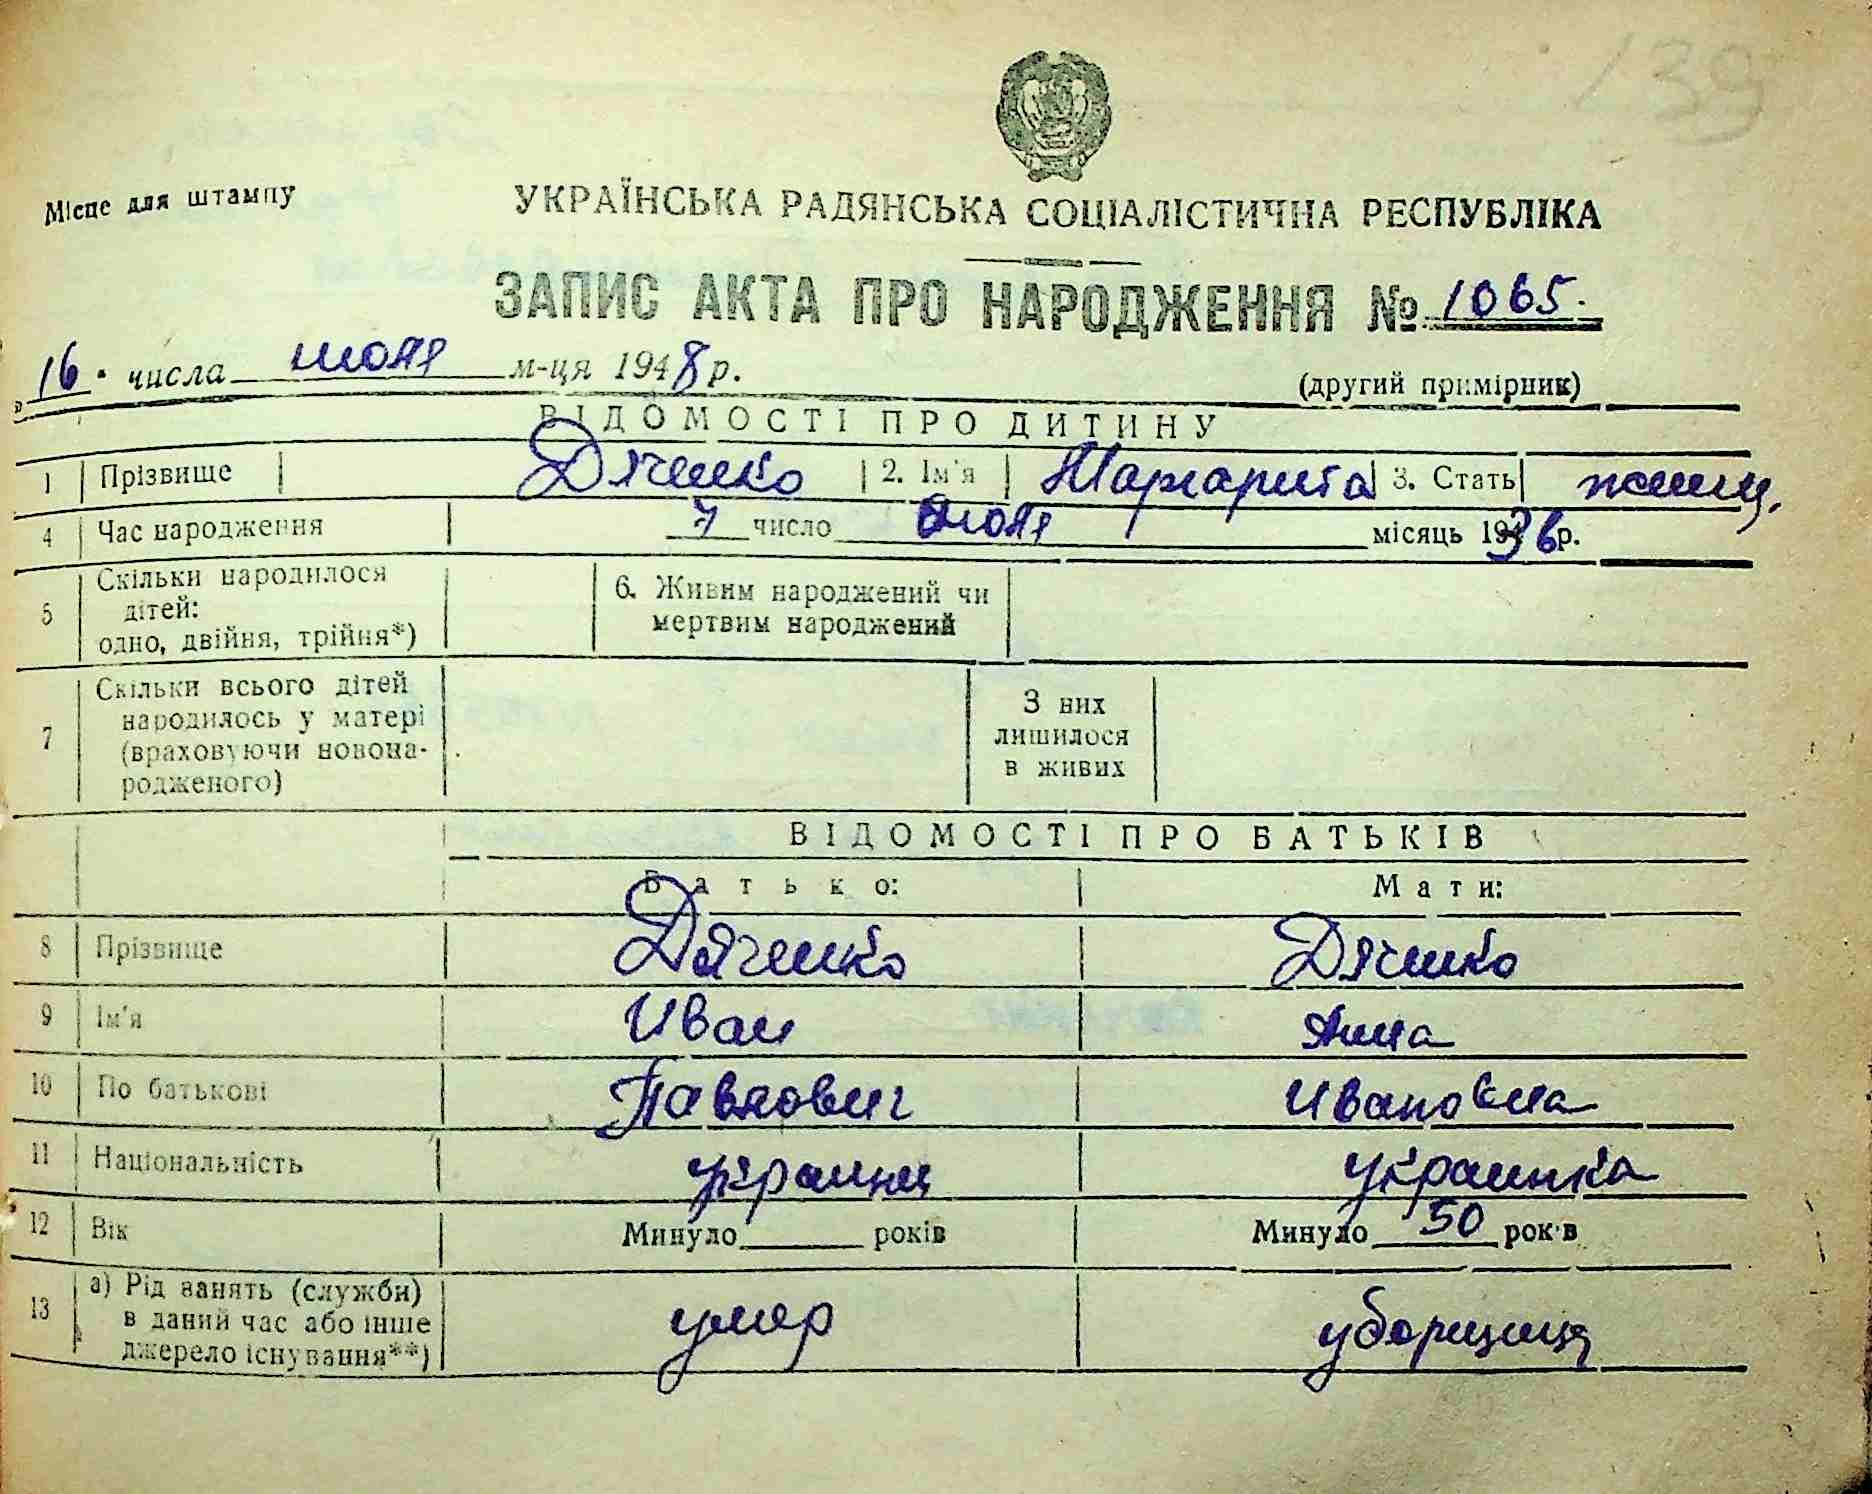 139
Місце для штампу
УКРАЇНСЬКА РАДЯНСЬКА СОЦІАЛІСТИЧНА РЕСПУБЛІКА
ЗАПИС АКТА ПРО НАРОДЖЕННЯ № 1065.
16. числа июля м-ця 1948 р.
(другий примірник)
ВІДОМОСТІ ПРО ДИТИНУ
1 Прізвище Дяченко 2. Ім'я Маргарита 3. Стать женщ.
4 Час народження 7 число июля місяць 1936 р.
5 Скільки народилося дітей: одно, двійня, трійня*) 6. Живим народжений чи мертвим народжений
7 Скільки всього дітей народилось у матері (враховуючи новонародженого) З них лишилося в живих
ВІДОМОСТІ ПРО БАТЬКІВ
Батько: Мати:
8 Прізвище Дяченко Дяченко
9 Ім'я Иван Анна
10 По батькові Павлович Ивановна
11 Національність украинец украинка
12 Вік Минуло років Минуло 50 років
13 а) Рід занять (служби) в даний час або інше джерело існування**) умер уборщица